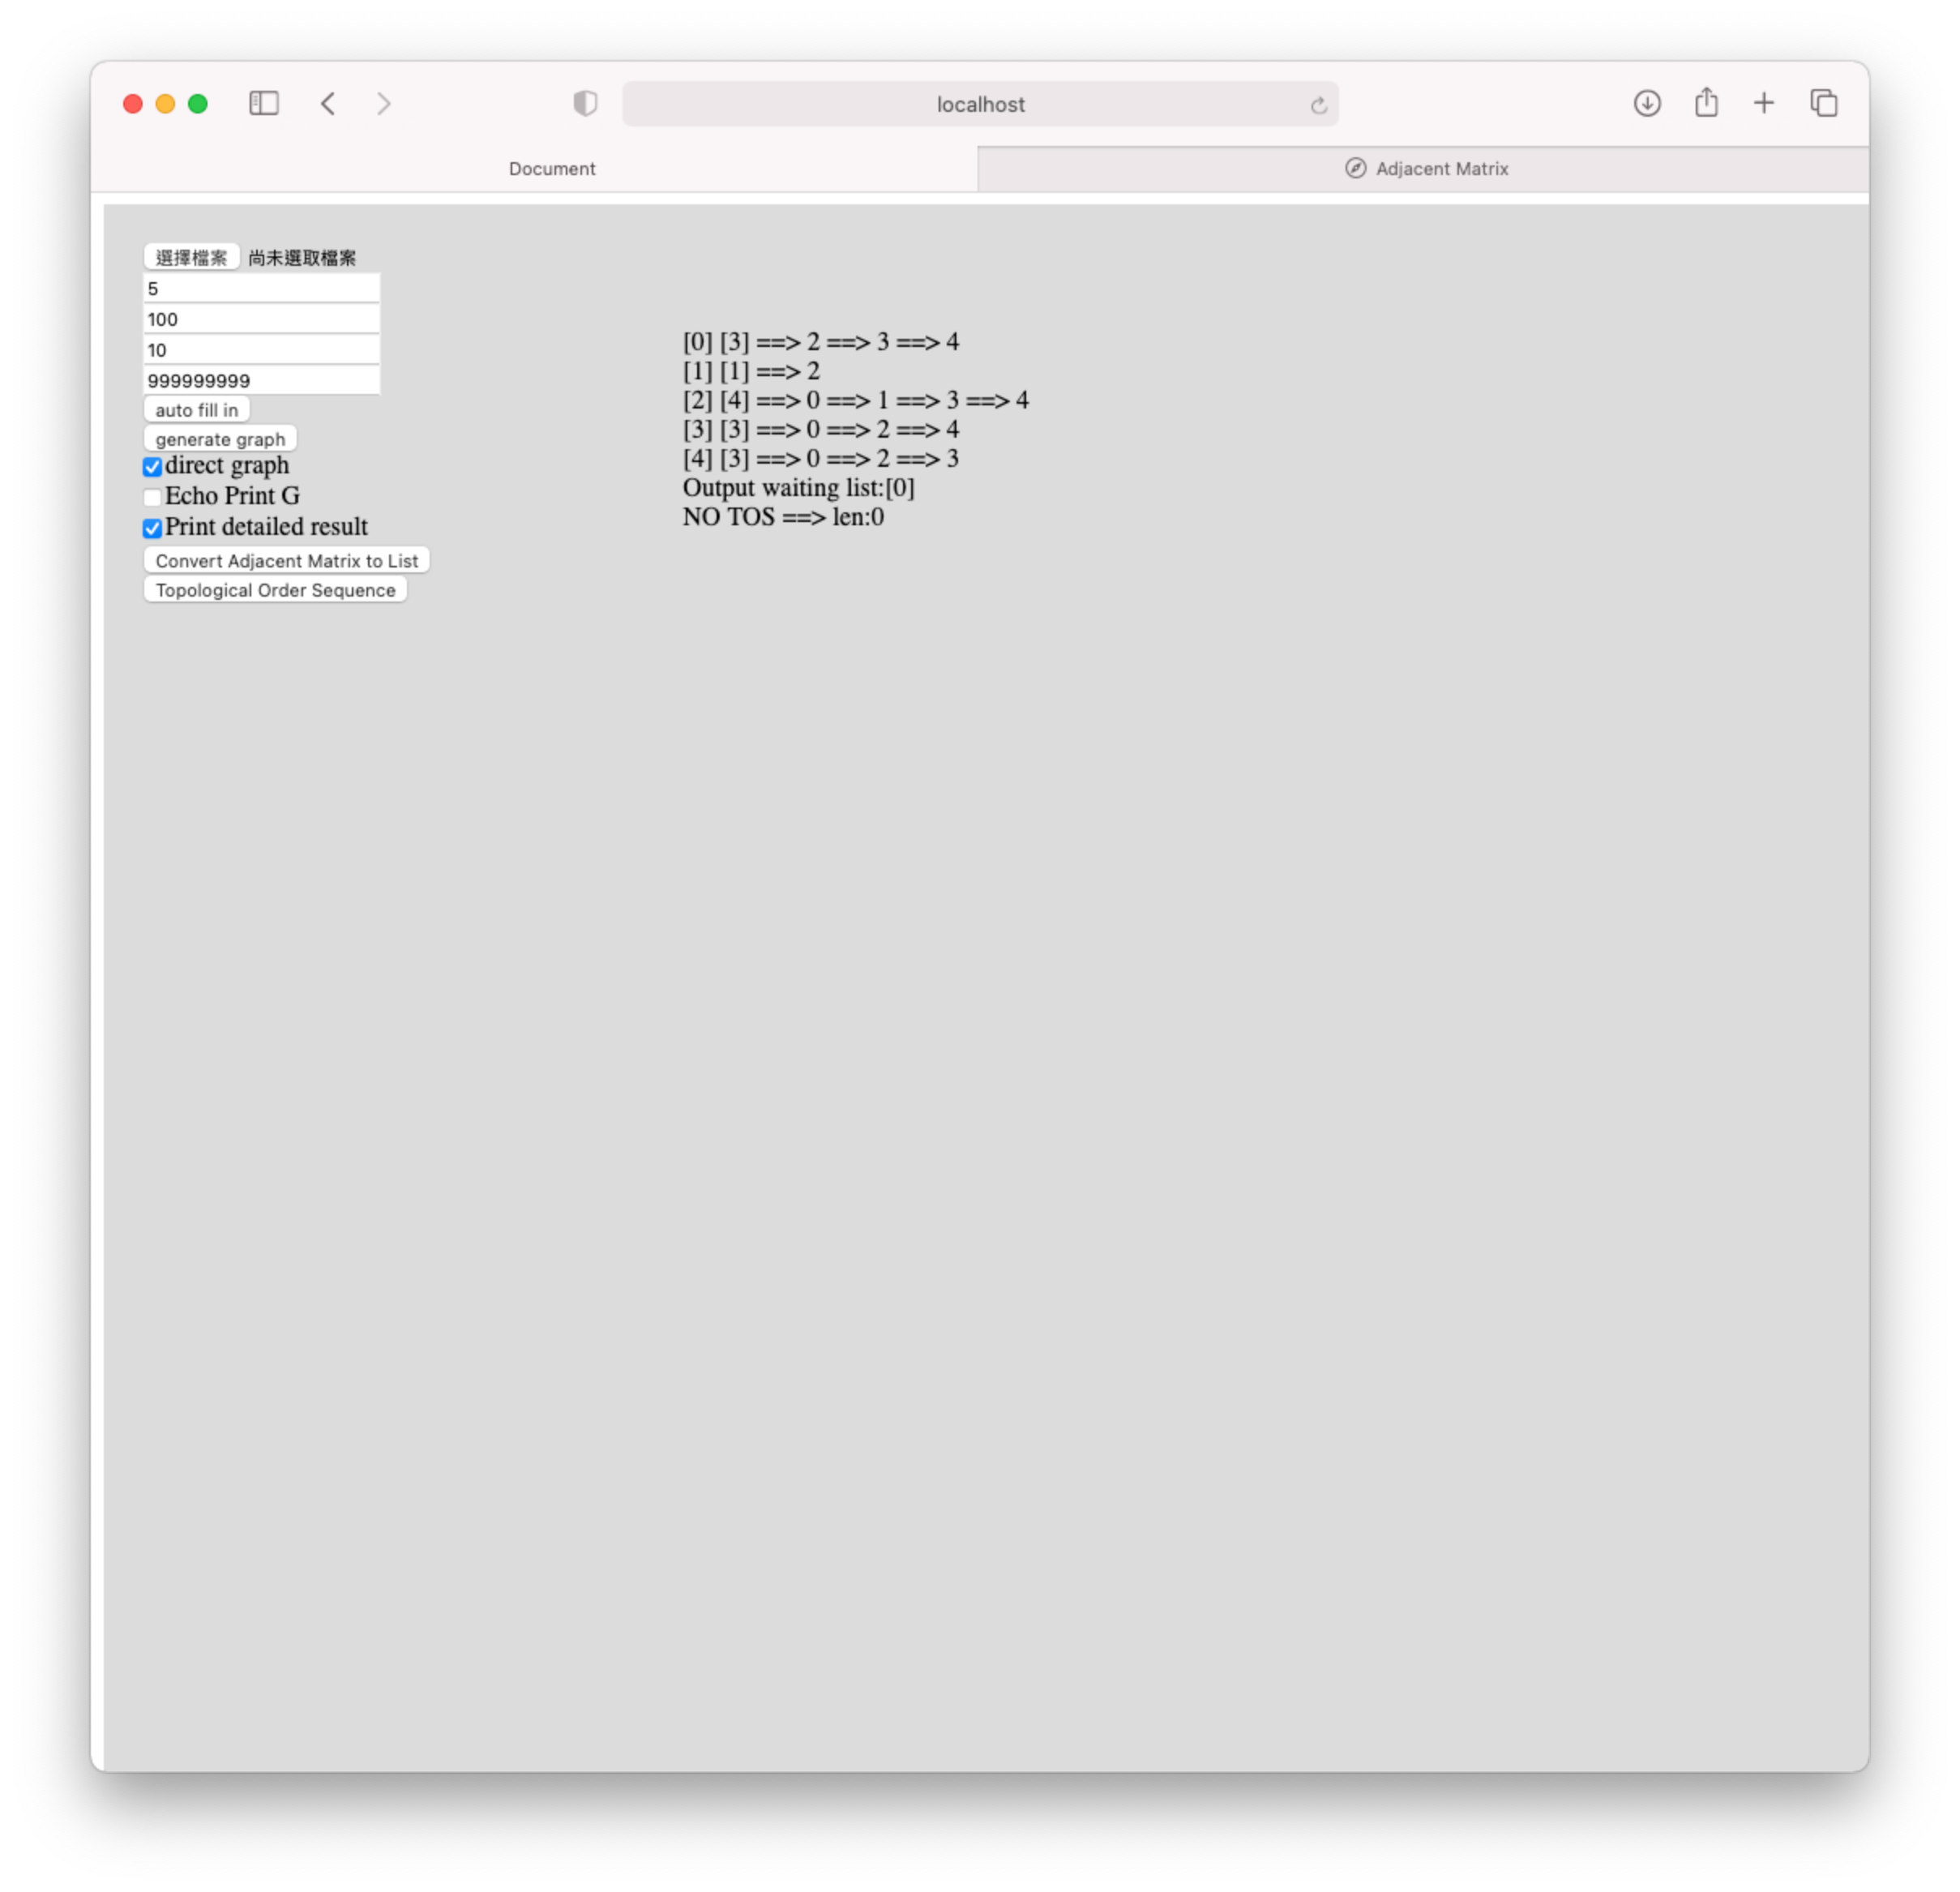 localhost
Document
Adjacent Matrix
選擇檔案 尚未選取檔案
5
100
10
999999999
auto fill in
generate graph
direct graph
Echo Print G
Print detailed result
Convert Adjacent Matrix to List
Topological Order Sequence
[0] [3] ==> 2 ==> 3 ==> 4
[1] [1] ==> 2
[2] [4] ==> 0 ==> 1 ==> 3 ==> 4
[3] [3] ==> 0 ==> 2 ==> 4
[4] [3] ==> 0 ==> 2 ==> 3
Output waiting list:[0]
NO TOS ==> len:0